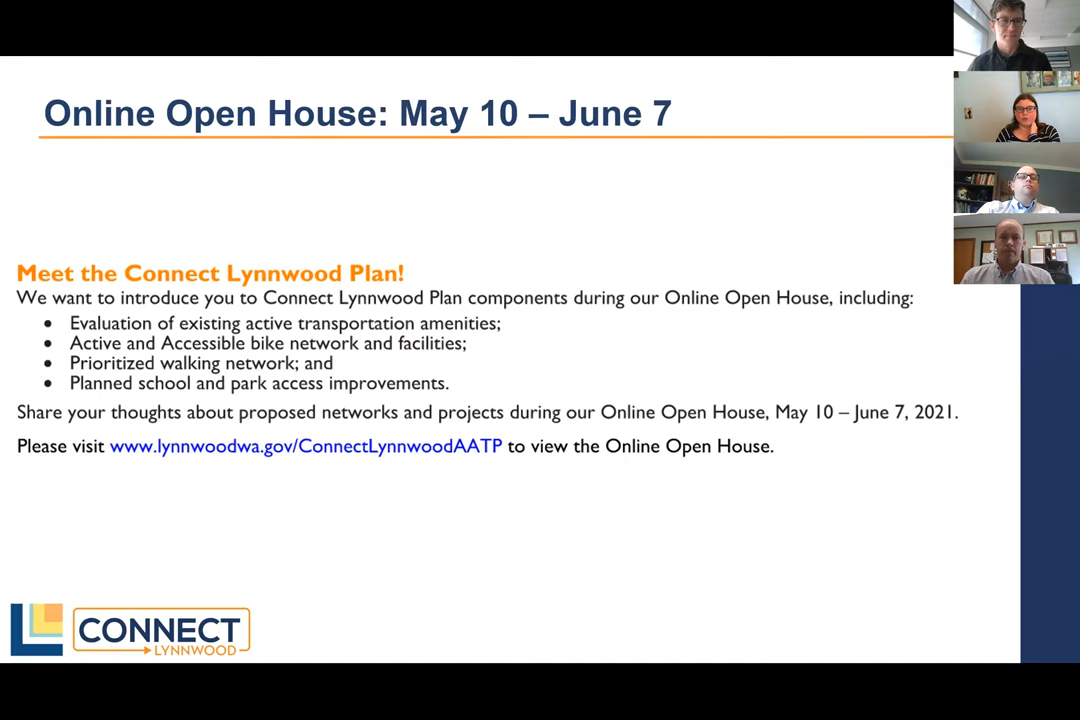 Online Open House: May 10 – June 7
Meet the Connect Lynnwood Plan!
We want to introduce you to Connect Lynnwood Plan components during our Online Open House, including:
• Evaluation of existing active transportation amenities;
• Active and Accessible bike network and facilities;
• Prioritized walking network; and
• Planned school and park access improvements.
Share your thoughts about proposed networks and projects during our Online Open House, May 10 – June 7, 2021.
Please visit www.lynnwoodwa.gov/ConnectLynnwoodAATP to view the Online Open House.
CONNECT
LYNNWOOD